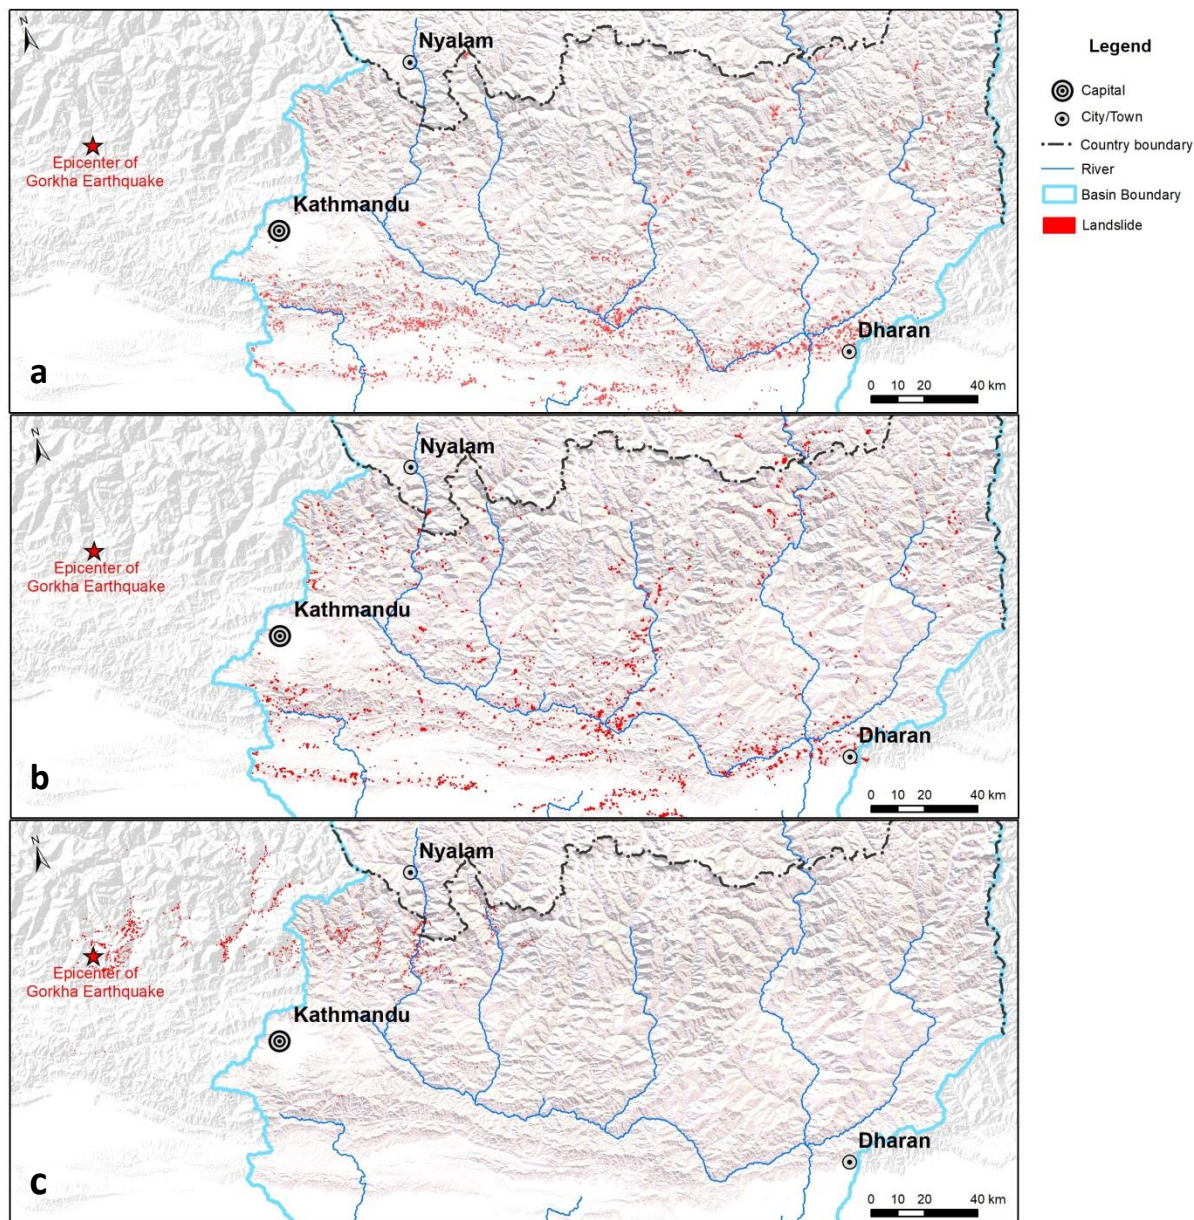 N
Nyalam
Epicenter of
Gorkha Earthquake
Kathmandu
Dharan
a
0 10 20 40 km
Legend
Capital
City/Town
Country boundary
River
Basin Boundary
Landslide
N
Nyalam
Epicenter of
Gorkha Earthquake
Kathmandu
Dharan
b
0 10 20 40 km
N
Nyalam
Epicenter of
Gorkha Earthquake
Kathmandu
Dharan
c
0 10 20 40 km